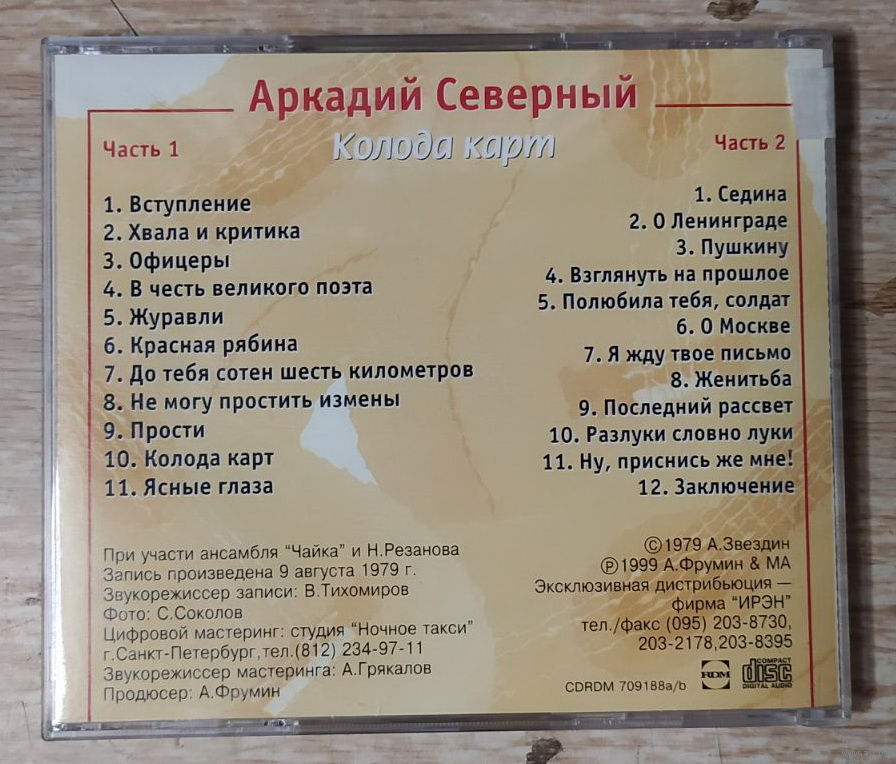 Аркадий Северный
Колода карт
Часть 1
1. Вступление
2. Хвала и критика
3. Офицеры
4. В честь великого поэта
5. Журавли
6. Красная рябина
7. До тебя сотен шесть километров
8. Не могу простить измены
9. Прости
10. Колода карт
11. Ясные глаза
Часть 2
1. Седина
2. О Ленинграде
3. Пушкину
4. Взглянуть на прошлое
5. Полюбила тебя, солдат
6. О Москве
7. Я жду твое письмо
8. Женитьба
9. Последний рассвет
10. Разлуки словно луки
11. Ну, приснись же мне!
12. Заключение
При участи ансамбля "Чайка" и Н.Резанова
Запись произведена 9 августа 1979 г.
Звукорежиссер записи: В.Тихомиров
Фото: С.Соколов
Цифровой мастеринг: студия "Ночное такси"
г.Санкт-Петербург,тел.(812) 234-97-11
Звукорежиссер мастеринга: А.Грякалов
Продюсер: А.Фрумин
©1979 А.Звездин
℗1999 А.Фрумин & МА
Эксклюзивная дистрибьюция —
фирма "ИРЭН"
тел./факс (095) 203-8730,
203-2178,203-8395
CDRDM 709188a/b
RDM
COMPACT
disc
DIGITAL AUDIO